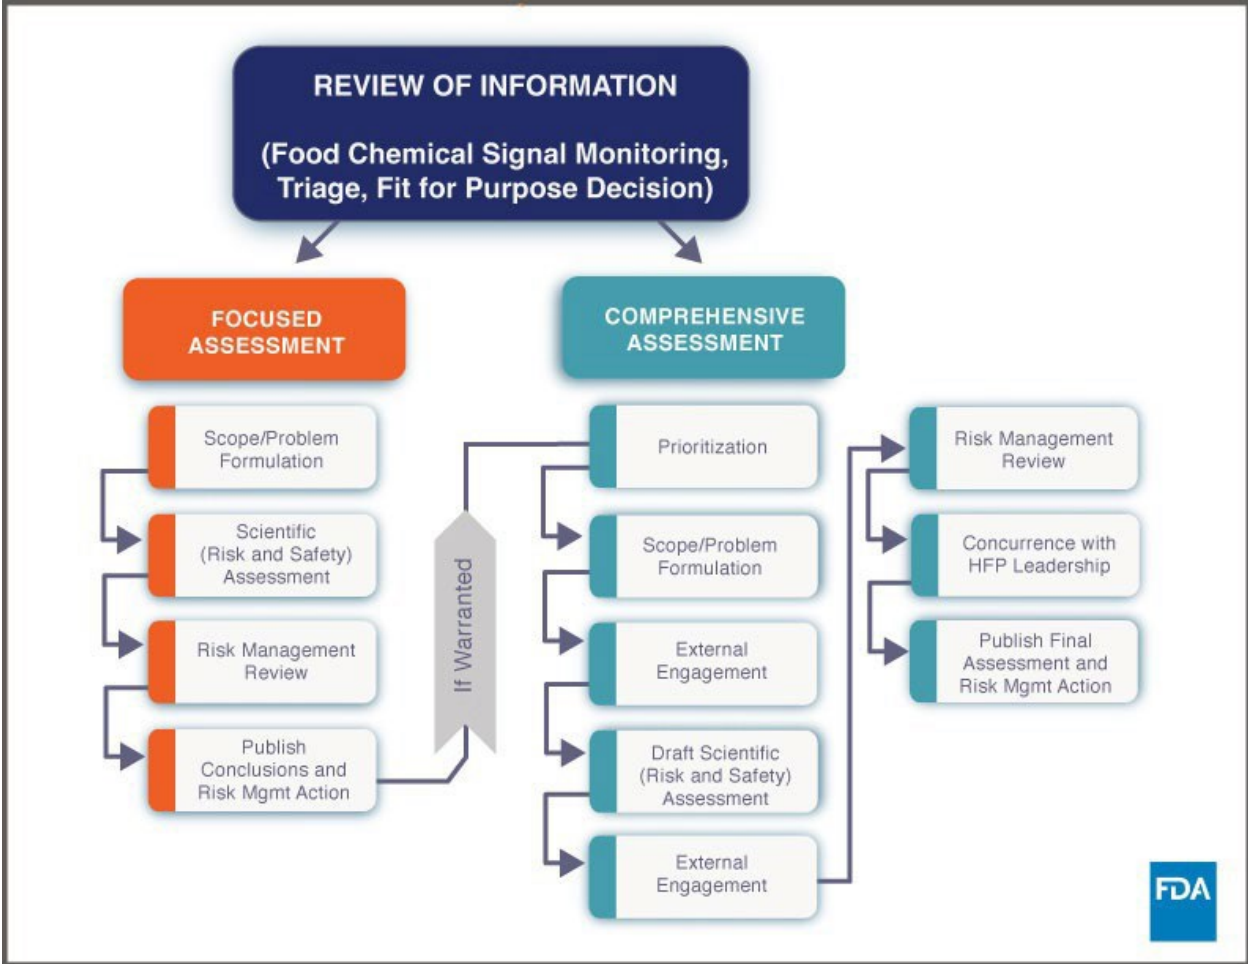 REVIEW OF INFORMATION
(Food Chemical Signal Monitoring,
Triage, Fit for Purpose Decision)
FOCUSED
ASSESSMENT
Scope/Problem
Formulation
Scientific
(Risk and Safety)
Assessment
Risk Management
Review
Publish
Conclusions and
Risk Mgmt Action
If Warranted
COMPREHENSIVE
ASSESSMENT
Prioritization
Scope/Problem
Formulation
External
Engagement
Draft Scientific
(Risk and Safety)
Assessment
External
Engagement
Risk Management
Review
Concurrence with
HFP Leadership
Publish Final
Assessment and
Risk Mgmt Action
FDA